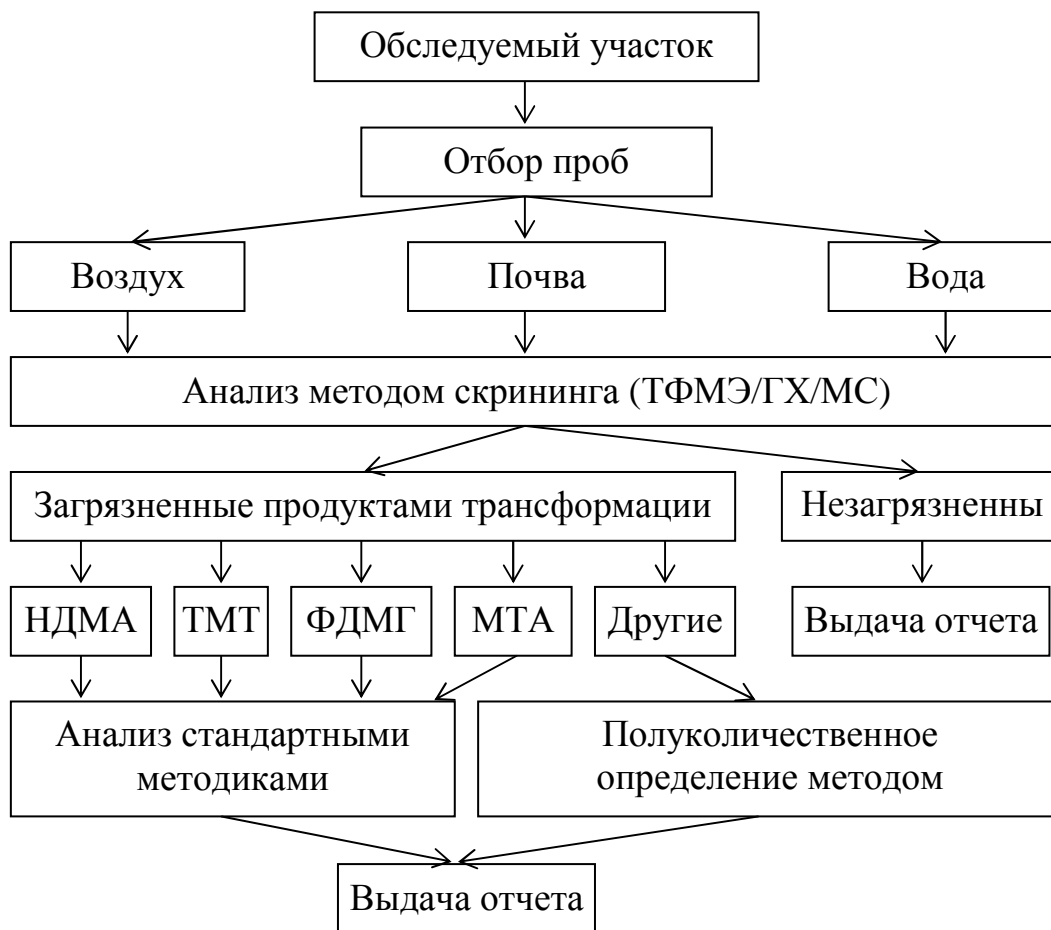 Обследуемый участок
Отбор проб
Воздух
Почва
Вода
Анализ методом скрининга (ТФМЭ/ГХ/МС)
Загрязненные продуктами трансформации
Незагрязненны
НДМА
ТМТ
ФДМГ
МТА
Другие
Выдача отчета
Анализ стандартными
методиками
Полуколичественное
определение методом
Выдача отчета